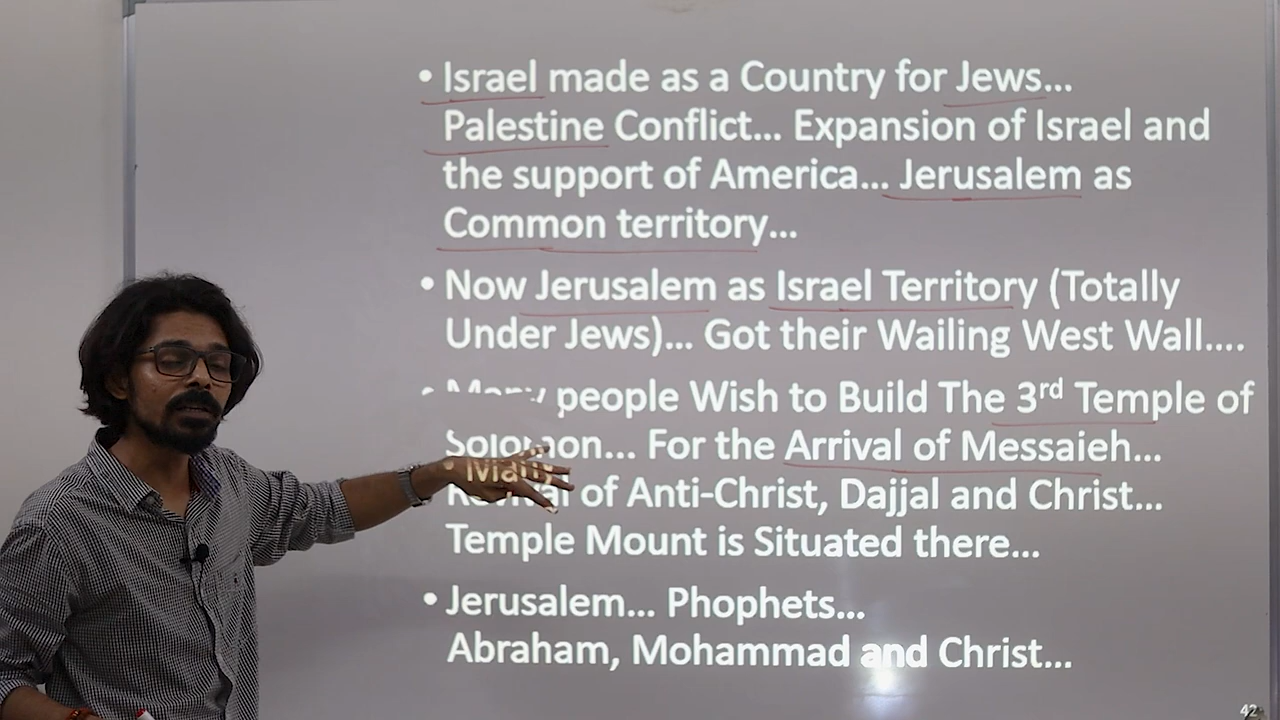 • Israel made as a Country for Jews...
Palestine Conflict... Expansion of Israel and
the support of America... Jerusalem as
Common territory...
• Now Jerusalem as Israel Territory (Totally
Under Jews)... Got their Wailing West Wall....
• Many people Wish to Build The 3rd Temple of
Solomon... For the Arrival of Messaieh...
Revival of Anti-Christ, Dajjal and Christ...
Temple Mount is Situated there...
• Jerusalem... Phophets...
Abraham, Mohammad and Christ...
42